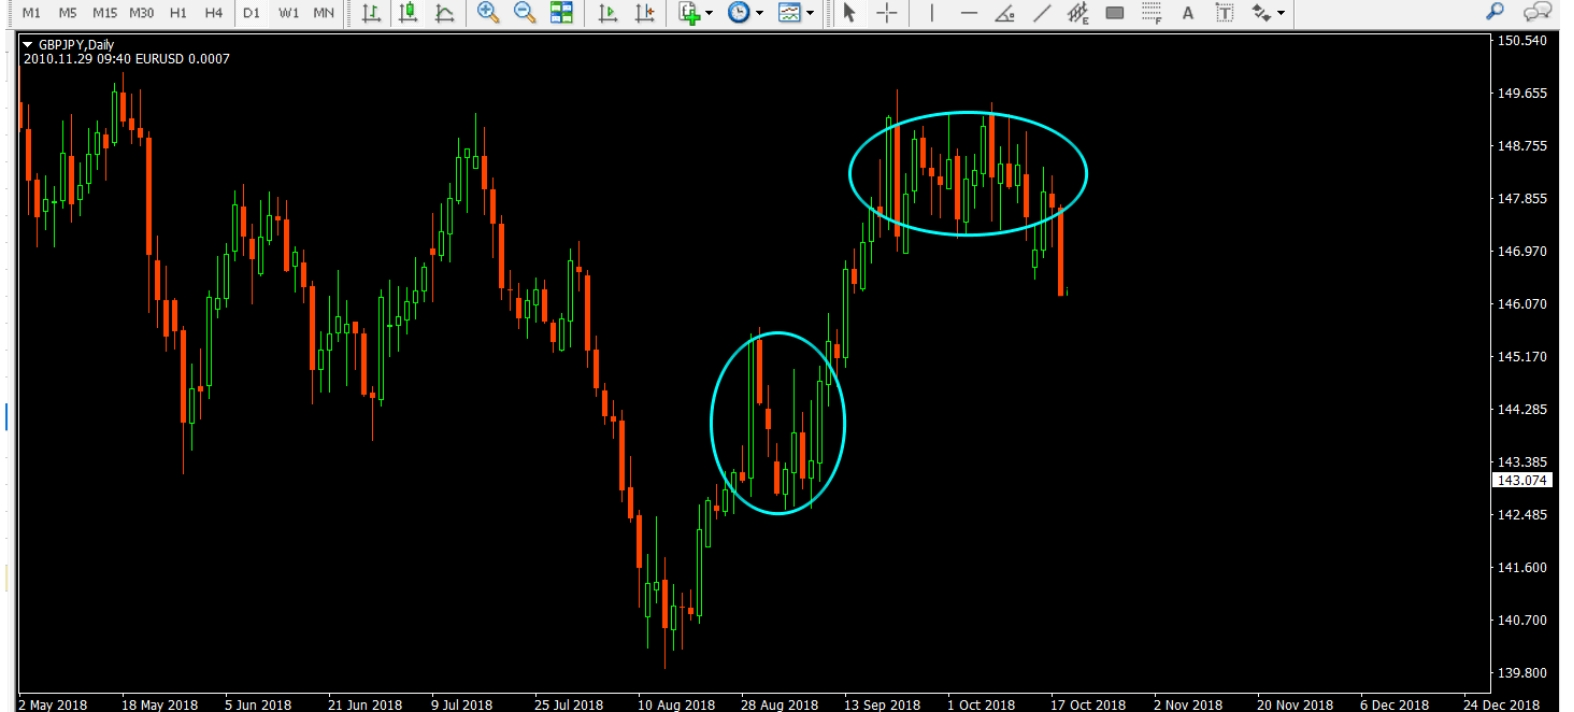 M1 M5 M15 M30 H1 H4 D1 W1 MN
E
F
A
T
GBPJPY,Daily
2010.11.29 09:40 EURUSD 0.0007
150.540
149.655
148.755
147.855
146.970
146.070
145.170
144.285
143.385
143.074
142.485
141.600
140.700
139.800
2 May 2018 18 May 2018 5 Jun 2018 21 Jun 2018 9 Jul 2018 25 Jul 2018 10 Aug 2018 28 Aug 2018 13 Sep 2018 1 Oct 2018 17 Oct 2018 2 Nov 2018 20 Nov 2018 6 Dec 2018 24 Dec 2018